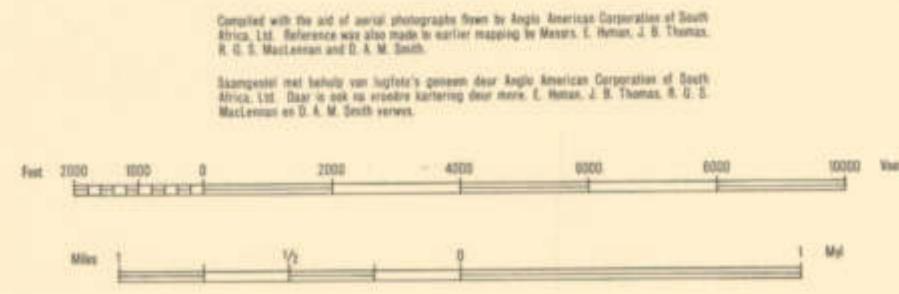 Compiled with the aid of aerial photographs flown by Anglo American Corporation of South
Africa, Ltd. Reference was also made to earlier mapping by Messrs. E. Hyman, J. B. Thomas,
R. G. S. MacLennan and D. A. M. Smith.
Saamgestel met behulp van lugfoto's geneem deur Anglo American Corporation of South
Africa, Ltd. Daar is ook na vroeëre kartering deur mnre. E. Hyman, J. B. Thomas, R. G. S.
MacLennan en D. A. M. Smith verwys.
Feet 2000 1000 0 2000 4000 6000 10000
Miles 1 1/2 0 1 Myl